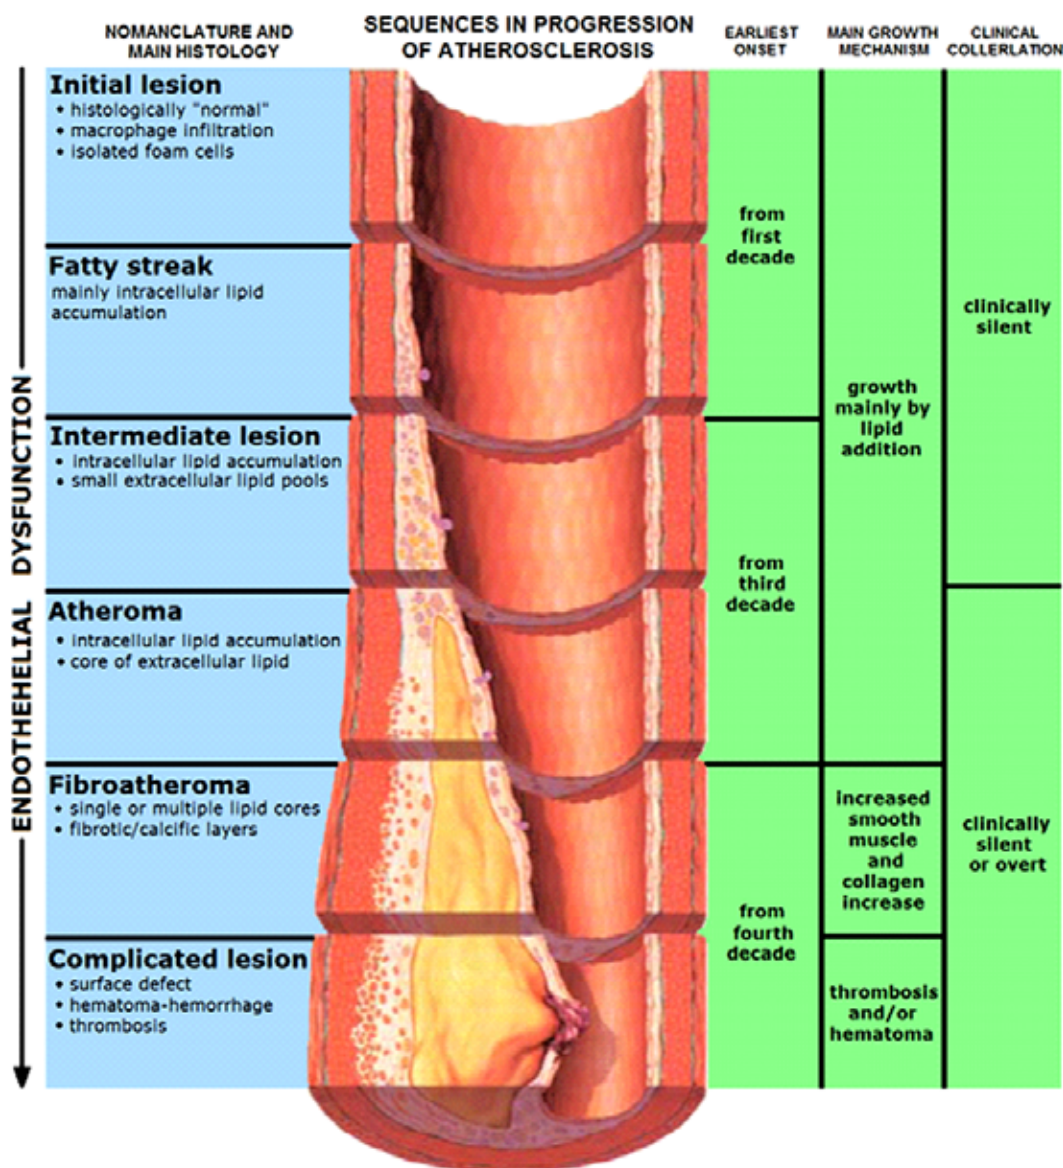 NOMANCLATURE AND
MAIN HISTOLOGY
SEQUENCES IN PROGRESSION
OF ATHEROSCLEROSIS
EARLIEST
ONSET
MAIN GROWTH
MECHANISM
CLINICAL
COLLERLATION
ENDOTHEHELIAL DYSFUNCTION
Initial lesion
• histologically "normal"
• macrophage infiltration
• isolated foam cells
Fatty streak
mainly intracellular lipid
accumulation
Intermediate lesion
• intracellular lipid accumulation
• small extracellular lipid pools
Atheroma
• intracellular lipid accumulation
• core of extracellular lipid
Fibroatheroma
• single or multiple lipid cores
• fibrotic/calcific layers
Complicated lesion
• surface defect
• hematoma-hemorrhage
• thrombosis
from
first
decade
from
third
decade
from
fourth
decade
growth
mainly by
lipid
addition
increased
smooth
muscle
and
collagen
increase
thrombosis
and/or
hematoma
clinically
silent
clinically
silent
or overt